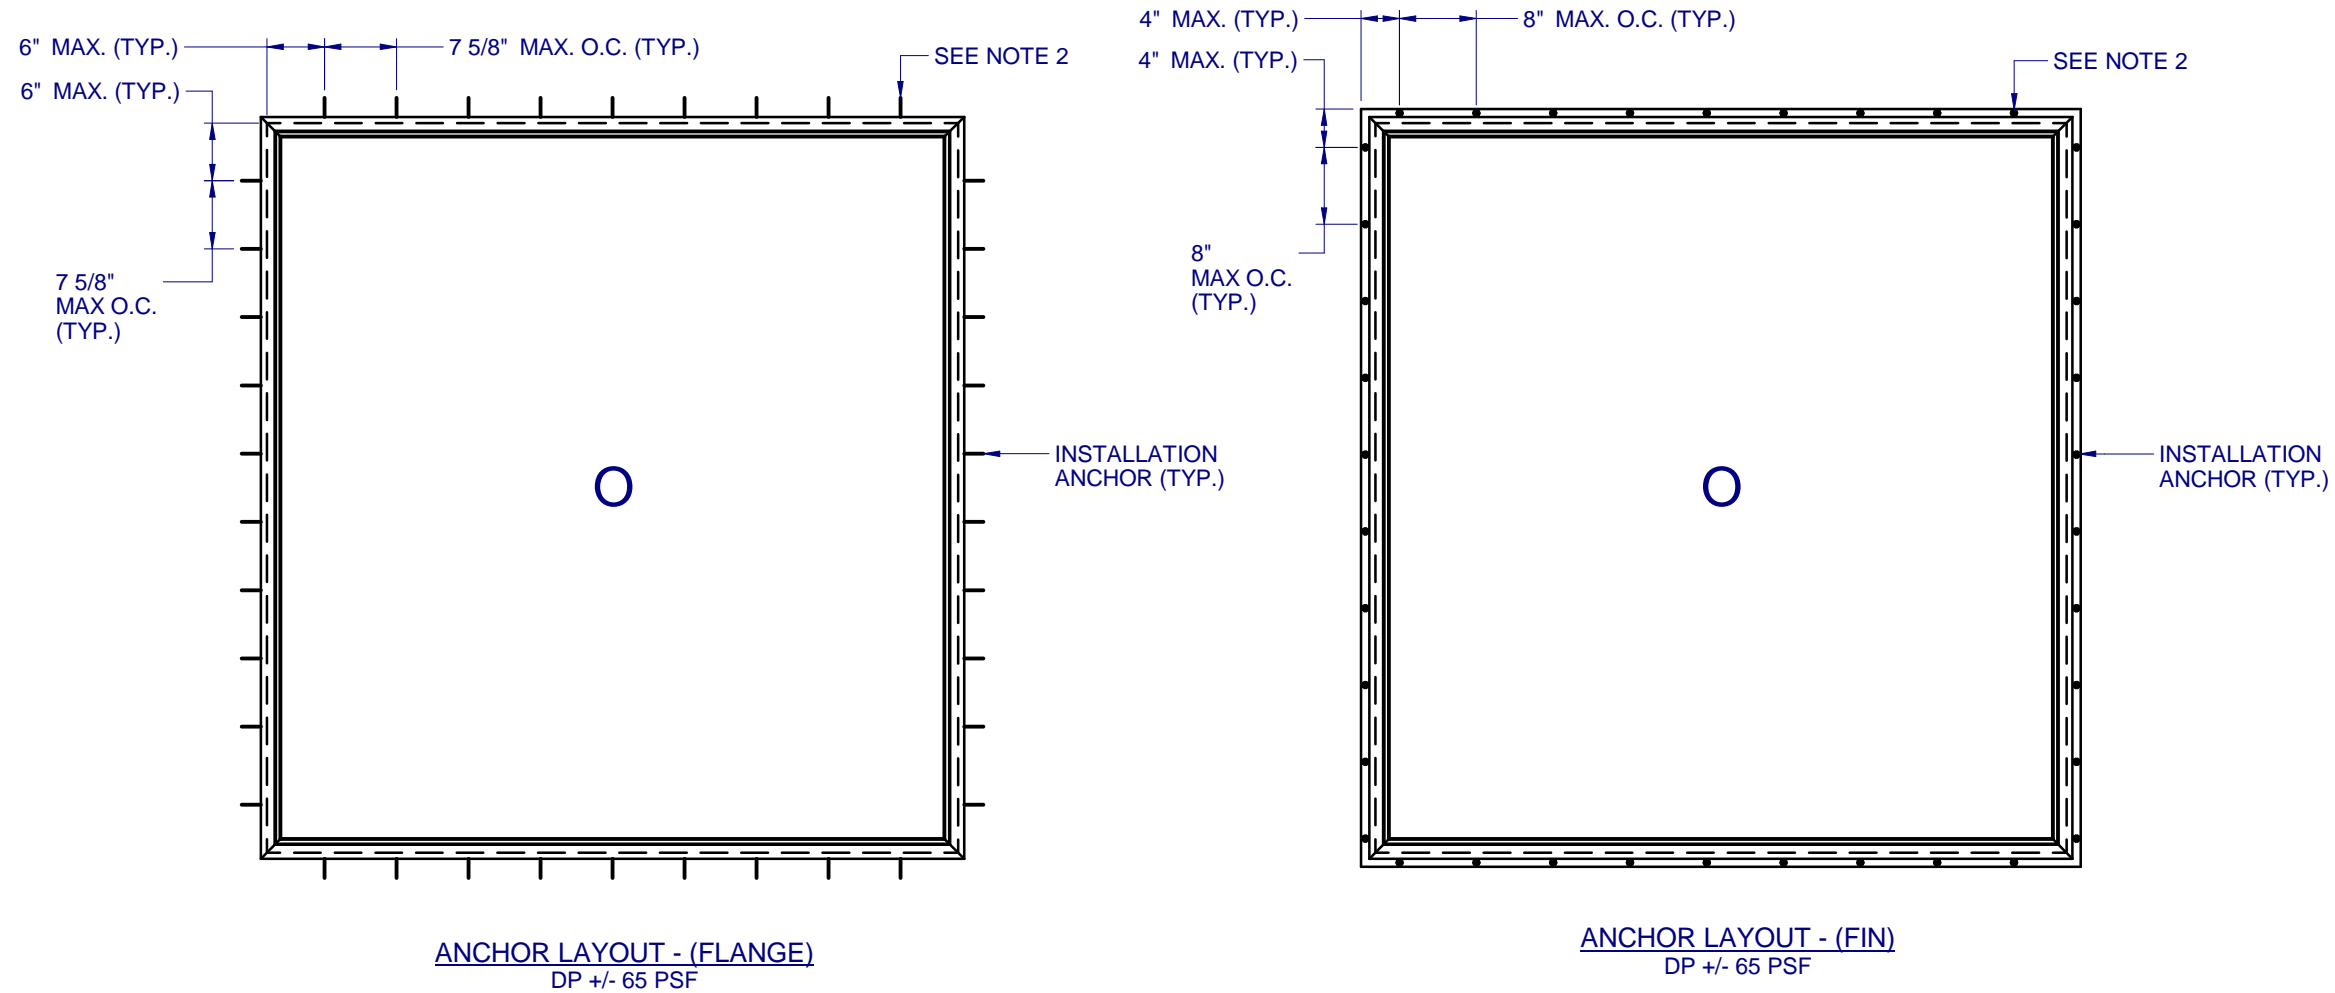 6" MAX. (TYP.)
7 5/8" MAX. O.C. (TYP.)
SEE NOTE 2
6" MAX. (TYP.)
7 5/8"
MAX O.C.
(TYP.)
O
INSTALLATION
ANCHOR (TYP.)
ANCHOR LAYOUT - (FLANGE)
DP +/- 65 PSF
4" MAX. (TYP.)
8" MAX. O.C. (TYP.)
4" MAX. (TYP.)
SEE NOTE 2
8"
MAX O.C.
(TYP.)
O
INSTALLATION
ANCHOR (TYP.)
ANCHOR LAYOUT - (FIN)
DP +/- 65 PSF